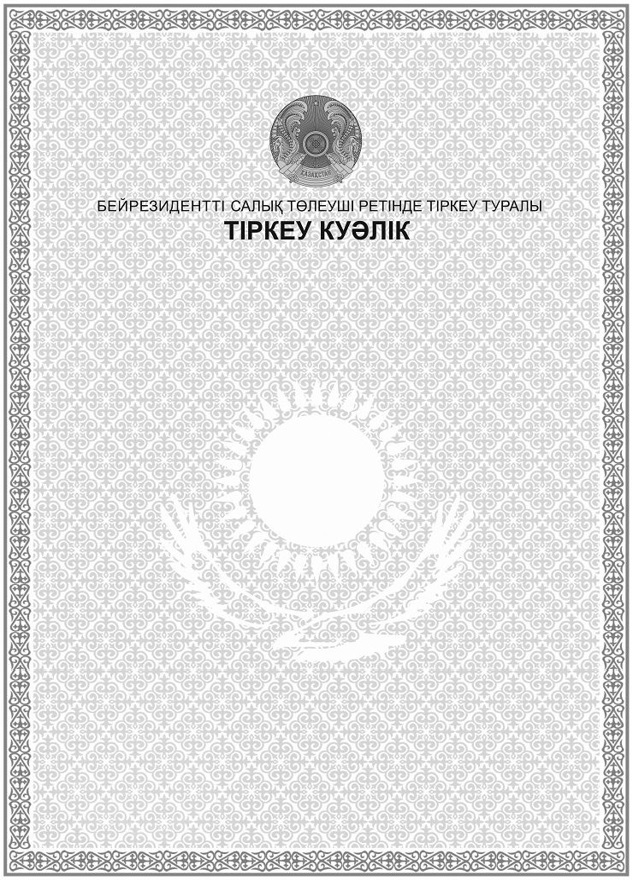 ҚАЗАҚСТАН
БЕЙРЕЗИДЕНТТІ САЛЫҚ ТӨЛЕУШІ РЕТІНДЕ ТІРКЕУ ТУРАЛЫ
ТІРКЕУ КУӘЛІК